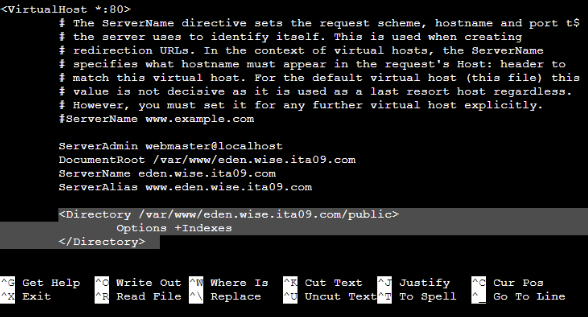 <VirtualHost *:80>
# The ServerName directive sets the request scheme, hostname and port t$
# the server uses to identify itself. This is used when creating
# redirection URLs. In the context of virtual hosts, the ServerName
# specifies what hostname must appear in the request's Host: header to
# match this virtual host. For the default virtual host (this file) this
# value is not decisive as it is used as a last resort host regardless.
# However, you must set it for any further virtual host explicitly.
#ServerName www.example.com
ServerAdmin webmaster@localhost
DocumentRoot /var/www/eden.wise.ita09.com
ServerName eden.wise.ita09.com
ServerAlias www.eden.wise.ita09.com
<Directory /var/www/eden.wise.ita09.com/public>
Options +Indexes
</Directory>
^G Get Help ^O Write Out ^W Where Is ^K Cut Text ^J Justify ^C Cur Pos
^X Exit ^R Read File ^\ Replace ^U Uncut Text ^T To Spell ^_ Go To Line